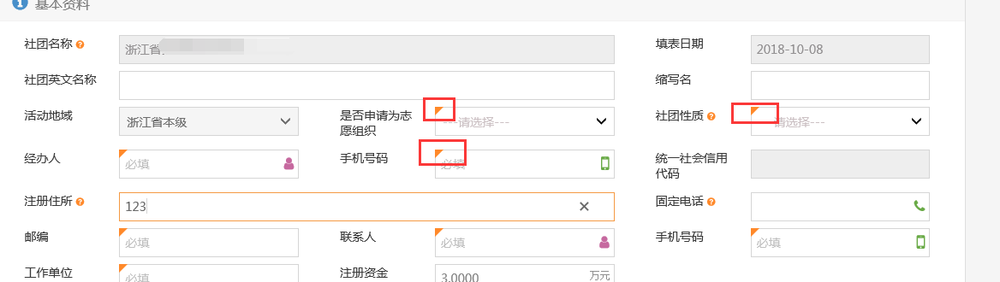 基本资料
社团名称 浙江省 填表日期 2018-10-08
社团英文名称 缩写名
活动地域 浙江省本级 是否申请为志 ---请选择--- 社团性质 请选择---
愿组织
经办人 必填 手机号码 必填 统一社会信用
代码
注册住所 123 固定电话
邮编 必填 联系人 必填 手机号码 必填
工作单位 必填 注册资金 3.0000 万元